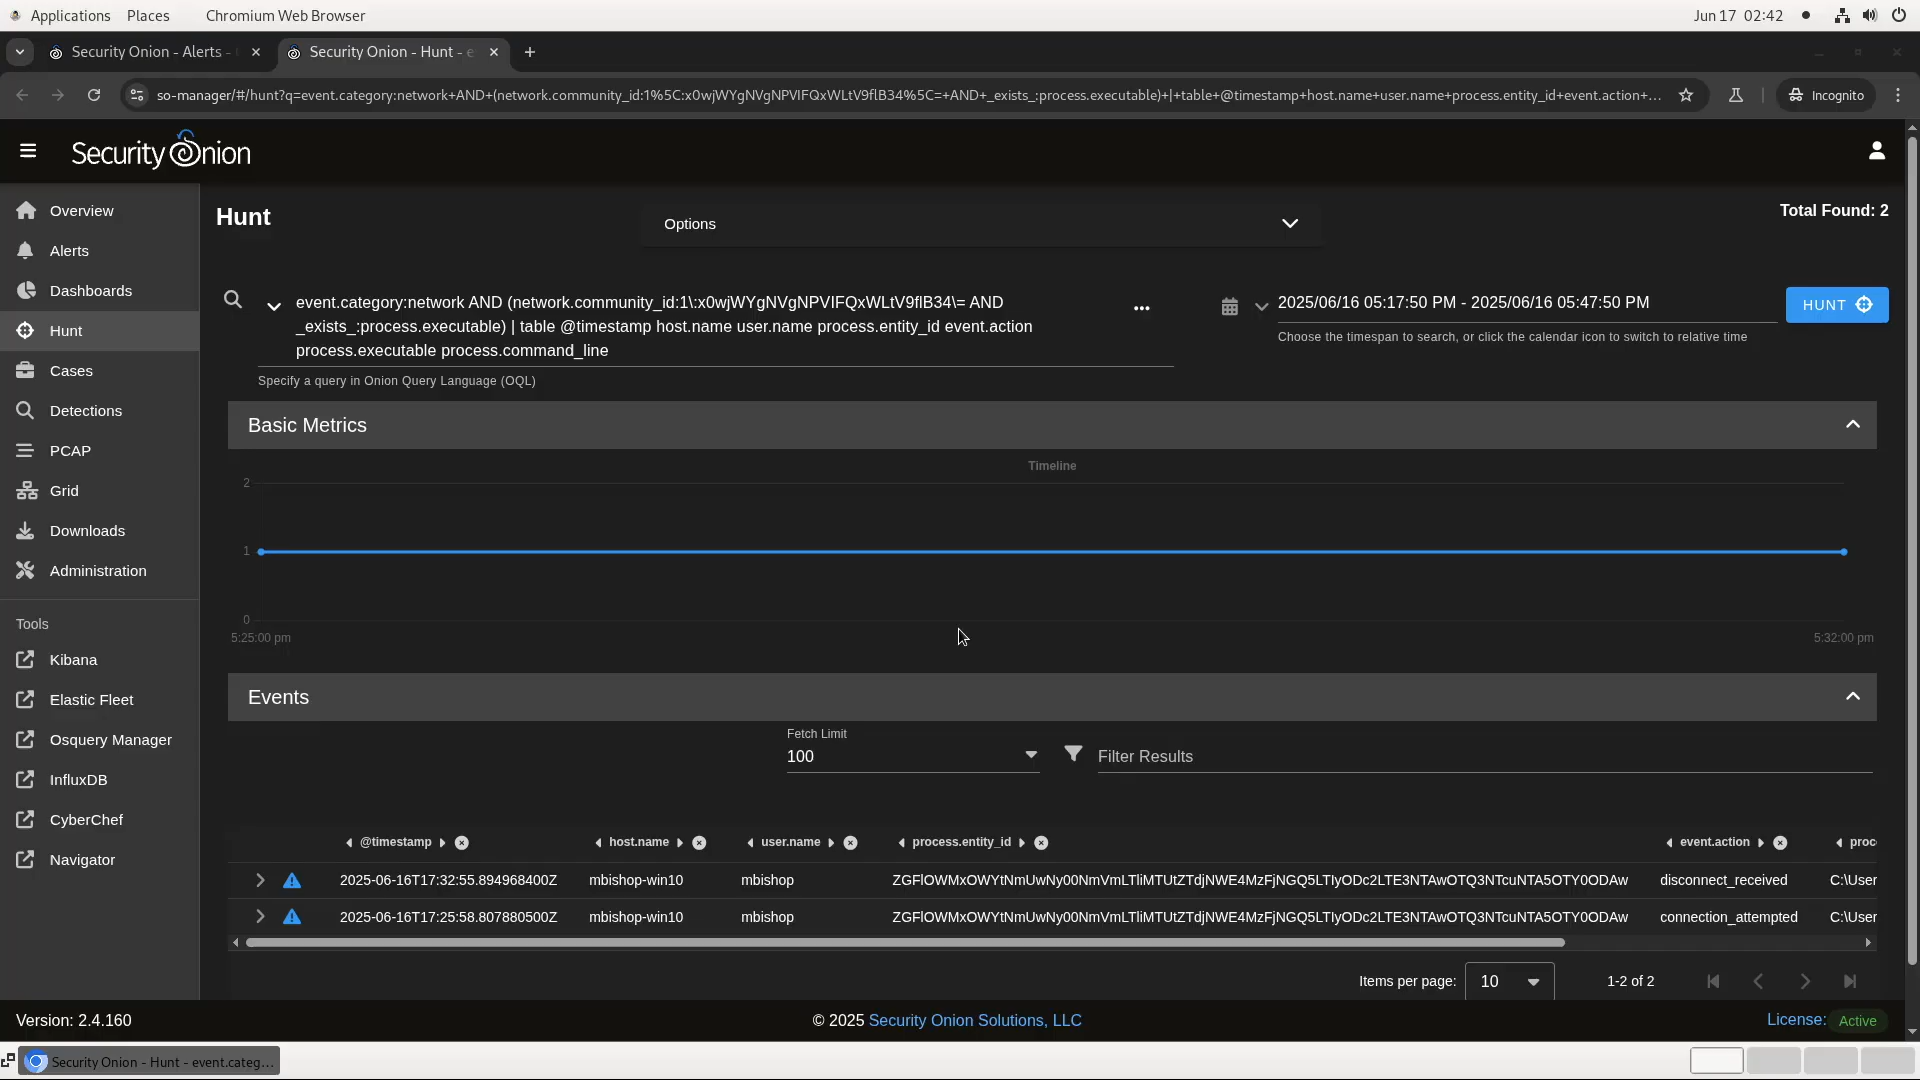 Applications Places Chromium Web Browser Jun 17 02:42
Security Onion - Alerts - Security Onion - Hunt - e
so-manager/#/hunt?q=event.category:network+AND+(network.community_id:1%5C:x0wjWYgNVgNPVIFQxWLtV9flB34%5C=+AND+_exists_:process.executable)+|+table+@timestamp+host.name+user.name+process.entity_id+event.action+... Incognito
Security Onion
Overview
Alerts
Dashboards
Hunt
Cases
Detections
PCAP
Grid
Downloads
Administration
Tools
Kibana
Elastic Fleet
Osquery Manager
InfluxDB
CyberChef
Navigator
Hunt
Options
Total Found: 2
event.category:network AND (network.community_id:1\:x0wjWYgNVgNPVIFQxWLtV9flB34\= AND
_exists_:process.executable) | table @timestamp host.name user.name process.entity_id event.action
process.executable process.command_line
Specify a query in Onion Query Language (OQL)
2025/06/16 05:17:50 PM - 2025/06/16 05:47:50 PM
Choose the timespan to search, or click the calendar icon to switch to relative time
HUNT
Basic Metrics
Timeline
2
1
0
5:25:00 pm 5:32:00 pm
Events
Fetch Limit
100
Filter Results
@timestamp host.name user.name process.entity_id event.action proc
2025-06-16T17:32:55.894968400Z mbishop-win10 mbishop ZGFlOWMxOWYtNmUwNy00NmVmLTliMTUtZTdjNWE4MzFjNGQ5LTIyODc2LTE3NTAwOTQ3NTcuNTA5OTY0ODAw disconnect_received C:\User
2025-06-16T17:25:58.807880500Z mbishop-win10 mbishop ZGFlOWMxOWYtNmUwNy00NmVmLTliMTUtZTdjNWE4MzFjNGQ5LTIyODc2LTE3NTAwOTQ3NTcuNTA5OTY0ODAw connection_attempted C:\User
Items per page: 10 1-2 of 2
Version: 2.4.160 © 2025 Security Onion Solutions, LLC License: Active
Security Onion - Hunt - event.categ...